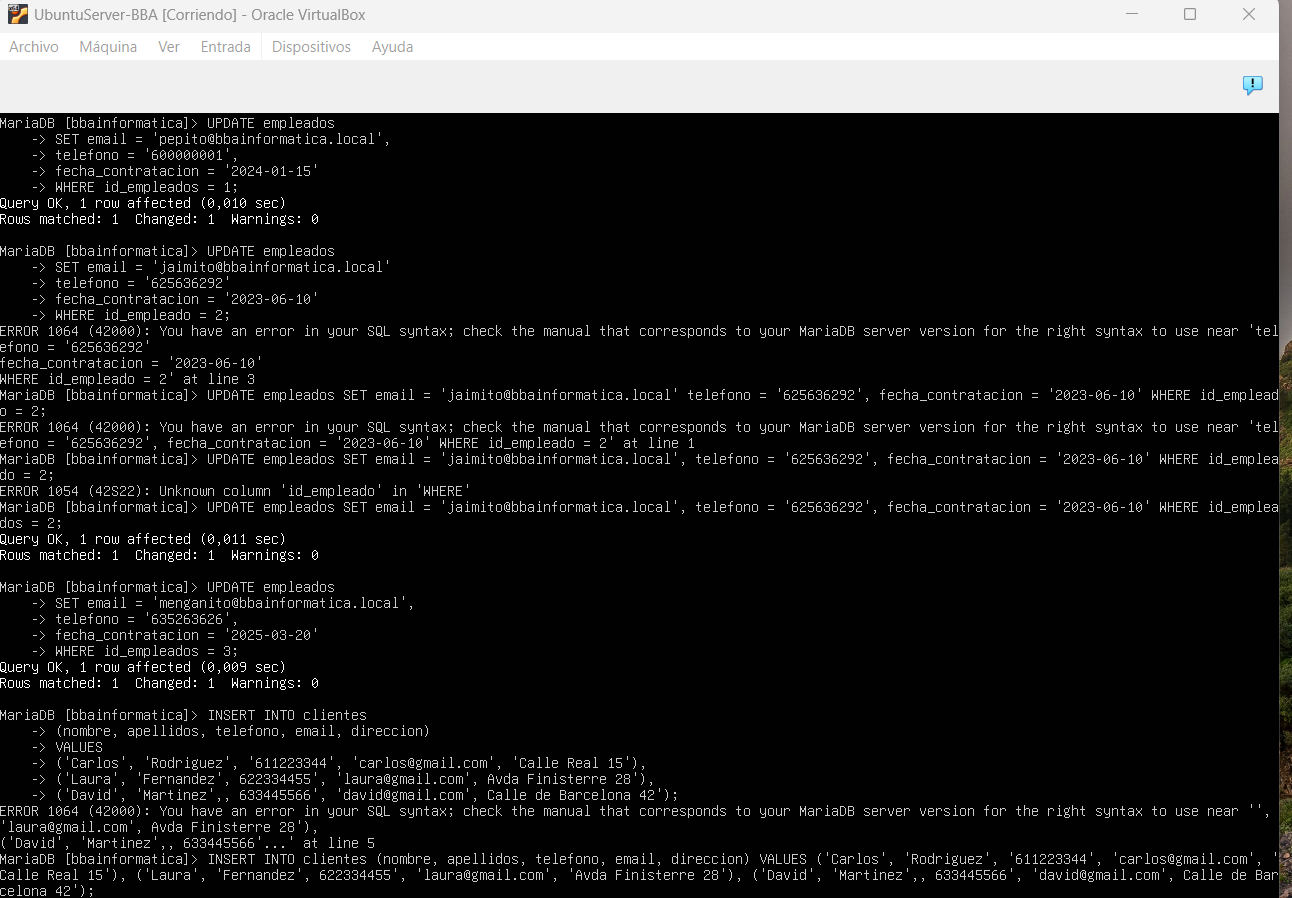 UbuntuServer-BBA [Corriendo] - Oracle VirtualBox
Archivo Máquina Ver Entrada Dispositivos Ayuda
MariaDB [bbainformatica]> UPDATE empleados
    -> SET email = 'pepito@bbainformatica.local',
    -> telefono = '600000001',
    -> fecha_contratacion = '2024-01-15'
    -> WHERE id_empleados = 1;
Query OK, 1 row affected (0,010 sec)
Rows matched: 1  Changed: 1  Warnings: 0
MariaDB [bbainformatica]> UPDATE empleados
    -> SET email = 'jaimito@bbainformatica.local'
    -> telefono = '625636292'
    -> fecha_contratacion = '2023-06-10'
    -> WHERE id_empleado = 2;
ERROR 1064 (42000): You have an error in your SQL syntax; check the manual that corresponds to your MariaDB server version for the right syntax to use near 'tel
efono = '625636292'
fecha_contratacion = '2023-06-10'
WHERE id_empleado = 2' at line 3
MariaDB [bbainformatica]> UPDATE empleados SET email = 'jaimito@bbainformatica.local' telefono = '625636292', fecha_contratacion = '2023-06-10' WHERE id_emplead
o = 2;
ERROR 1064 (42000): You have an error in your SQL syntax; check the manual that corresponds to your MariaDB server version for the right syntax to use near 'tel
efono = '625636292', fecha_contratacion = '2023-06-10' WHERE id_empleado = 2' at line 1
MariaDB [bbainformatica]> UPDATE empleados SET email = 'jaimito@bbainformatica.local', telefono = '625636292', fecha_contratacion = '2023-06-10' WHERE id_emplea
do = 2;
ERROR 1054 (42S22): Unknown column 'id_empleado' in 'WHERE'
MariaDB [bbainformatica]> UPDATE empleados SET email = 'jaimito@bbainformatica.local', telefono = '625636292', fecha_contratacion = '2023-06-10' WHERE id_emplea
dos = 2;
Query OK, 1 row affected (0,011 sec)
Rows matched: 1  Changed: 1  Warnings: 0
MariaDB [bbainformatica]> UPDATE empleados
    -> SET email = 'menganito@bbainformatica.local',
    -> telefono = '635263626',
    -> fecha_contratacion = '2025-03-20'
    -> WHERE id_empleados = 3;
Query OK, 1 row affected (0,009 sec)
Rows matched: 1  Changed: 1  Warnings: 0
MariaDB [bbainformatica]> INSERT INTO clientes
    -> (nombre, apellidos, telefono, email, direccion)
    -> VALUES
    -> ('Carlos', 'Rodriguez', '611223344', 'carlos@gmail.com', 'Calle Real 15'),
    -> ('Laura', 'Fernandez', 622334455', 'laura@gmail.com', Avda Finisterre 28'),
    -> ('David', 'Martinez',, 633445566', 'david@gmail.com', Calle de Barcelona 42');
ERROR 1064 (42000): You have an error in your SQL syntax; check the manual that corresponds to your MariaDB server version for the right syntax to use near '',
'laura@gmail.com', Avda Finisterre 28'),
('David', 'Martinez',, 633445566'...' at line 5
MariaDB [bbainformatica]> INSERT INTO clientes (nombre, apellidos, telefono, email, direccion) VALUES ('Carlos', 'Rodriguez', '611223344', 'carlos@gmail.com', '
Calle Real 15'), ('Laura', 'Fernandez', 622334455', 'laura@gmail.com', 'Avda Finisterre 28'), ('David', 'Martinez',, 633445566', 'david@gmail.com', Calle de Bar
celona 42');